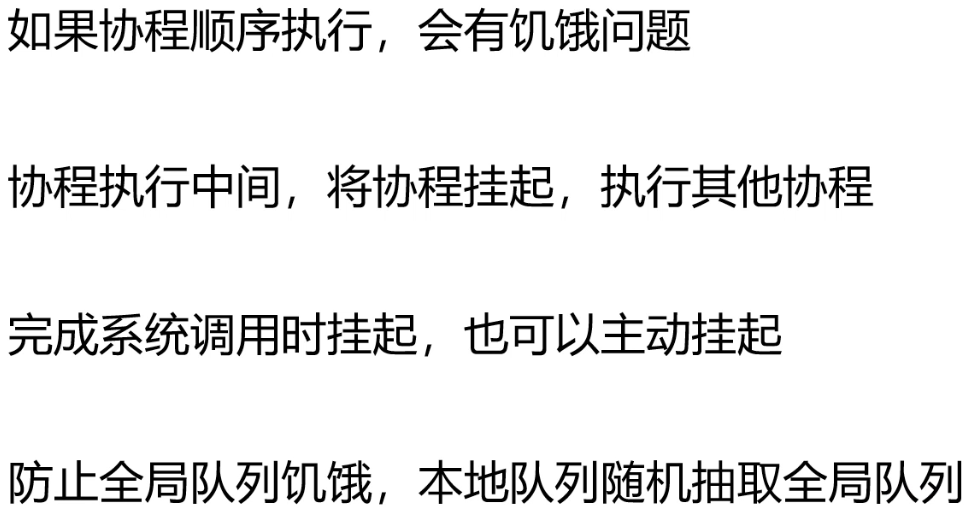 如果协程顺序执行，会有饥饿问题
协程执行中间，将协程挂起，执行其他协程
完成系统调用时挂起，也可以主动挂起
防止全局队列饥饿，本地队列随机抽取全局队列